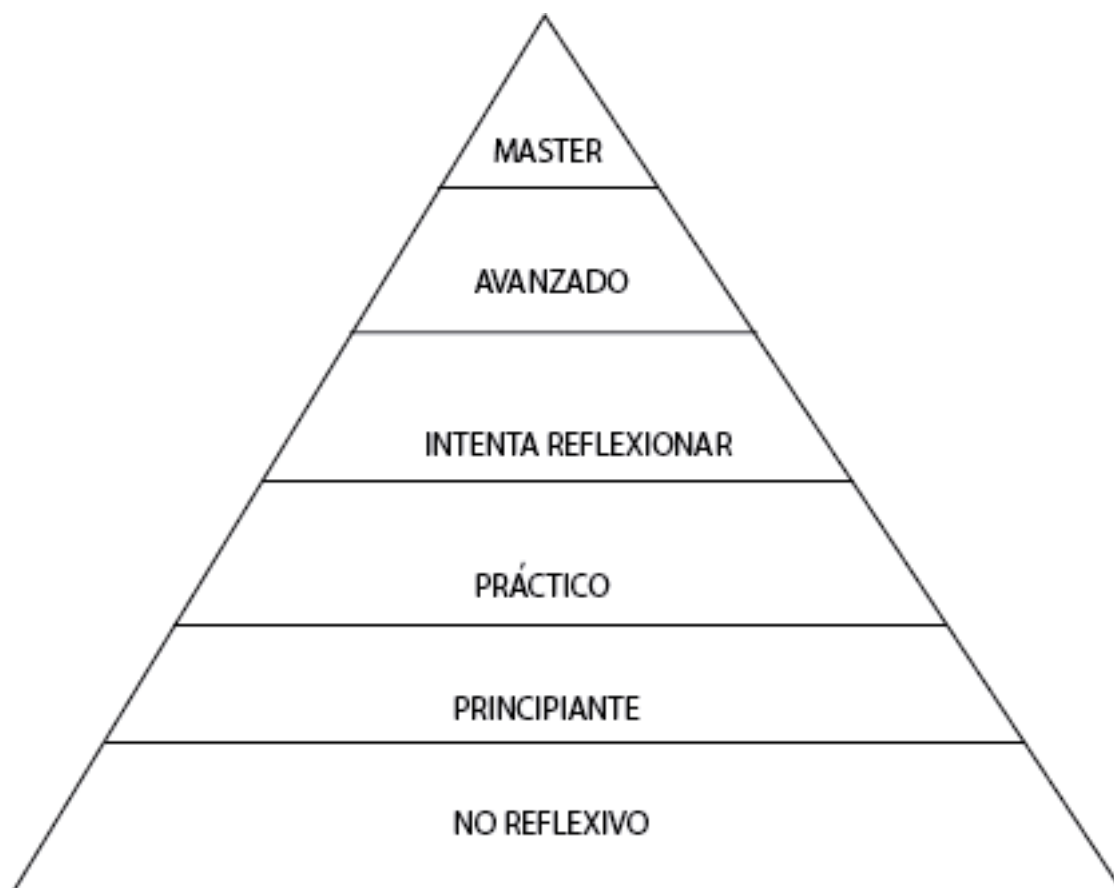 MASTER
AVANZADO
INTENTA REFLEXIONAR
PRÁCTICO
PRINCIPIANTE
NO REFLEXIVO